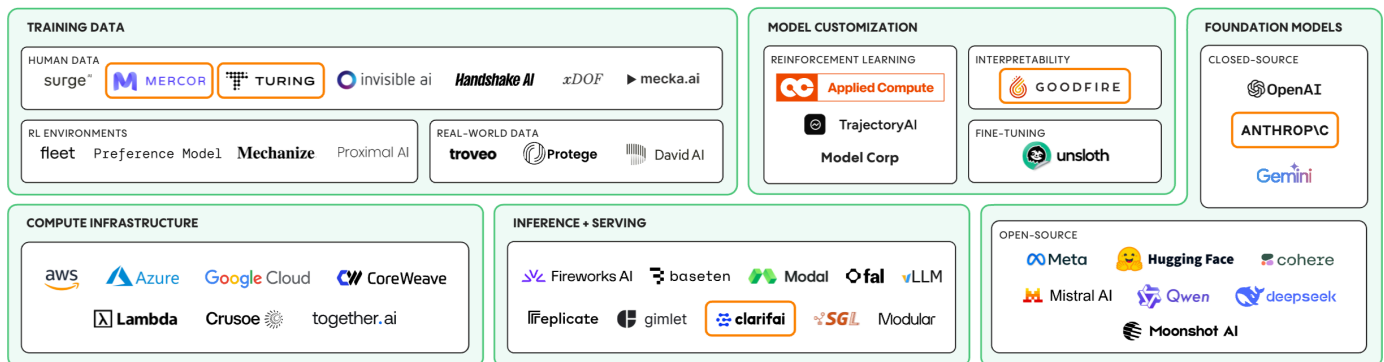 TRAINING DATA
HUMAN DATA
surge AI MERCOR TURING invisible ai Handshake AI xDOF mecka.ai
RL ENVIRONMENTS
fleet Preference Model Mechanize Proximal AI
REAL-WORLD DATA
troveo Protege David AI
MODEL CUSTOMIZATION
REINFORCEMENT LEARNING
Applied Compute
TrajectoryAI
Model Corp
INTERPRETABILITY
GOODFIRE
FINE-TUNING
unsloth
FOUNDATION MODELS
CLOSED-SOURCE
OpenAI
ANTHROP\C
Gemini
OPEN-SOURCE
Meta Hugging Face cohere
Mistral AI Qwen deepseek
Moonshot AI
COMPUTE INFRASTRUCTURE
aws Azure Google Cloud CoreWeave
Lambda Crusoe together.ai
INFERENCE + SERVING
Fireworks AI baseten Modal fal vLLM
Replicate gimlet clarifai SGL Modular